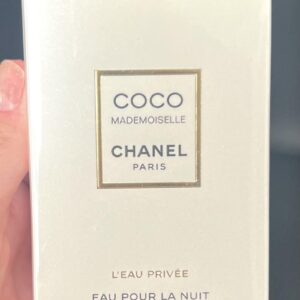 COCO
MADEMOISELLE
CHANEL
PARIS
L'EAU PRIVÉE
EAU POUR LA NUIT